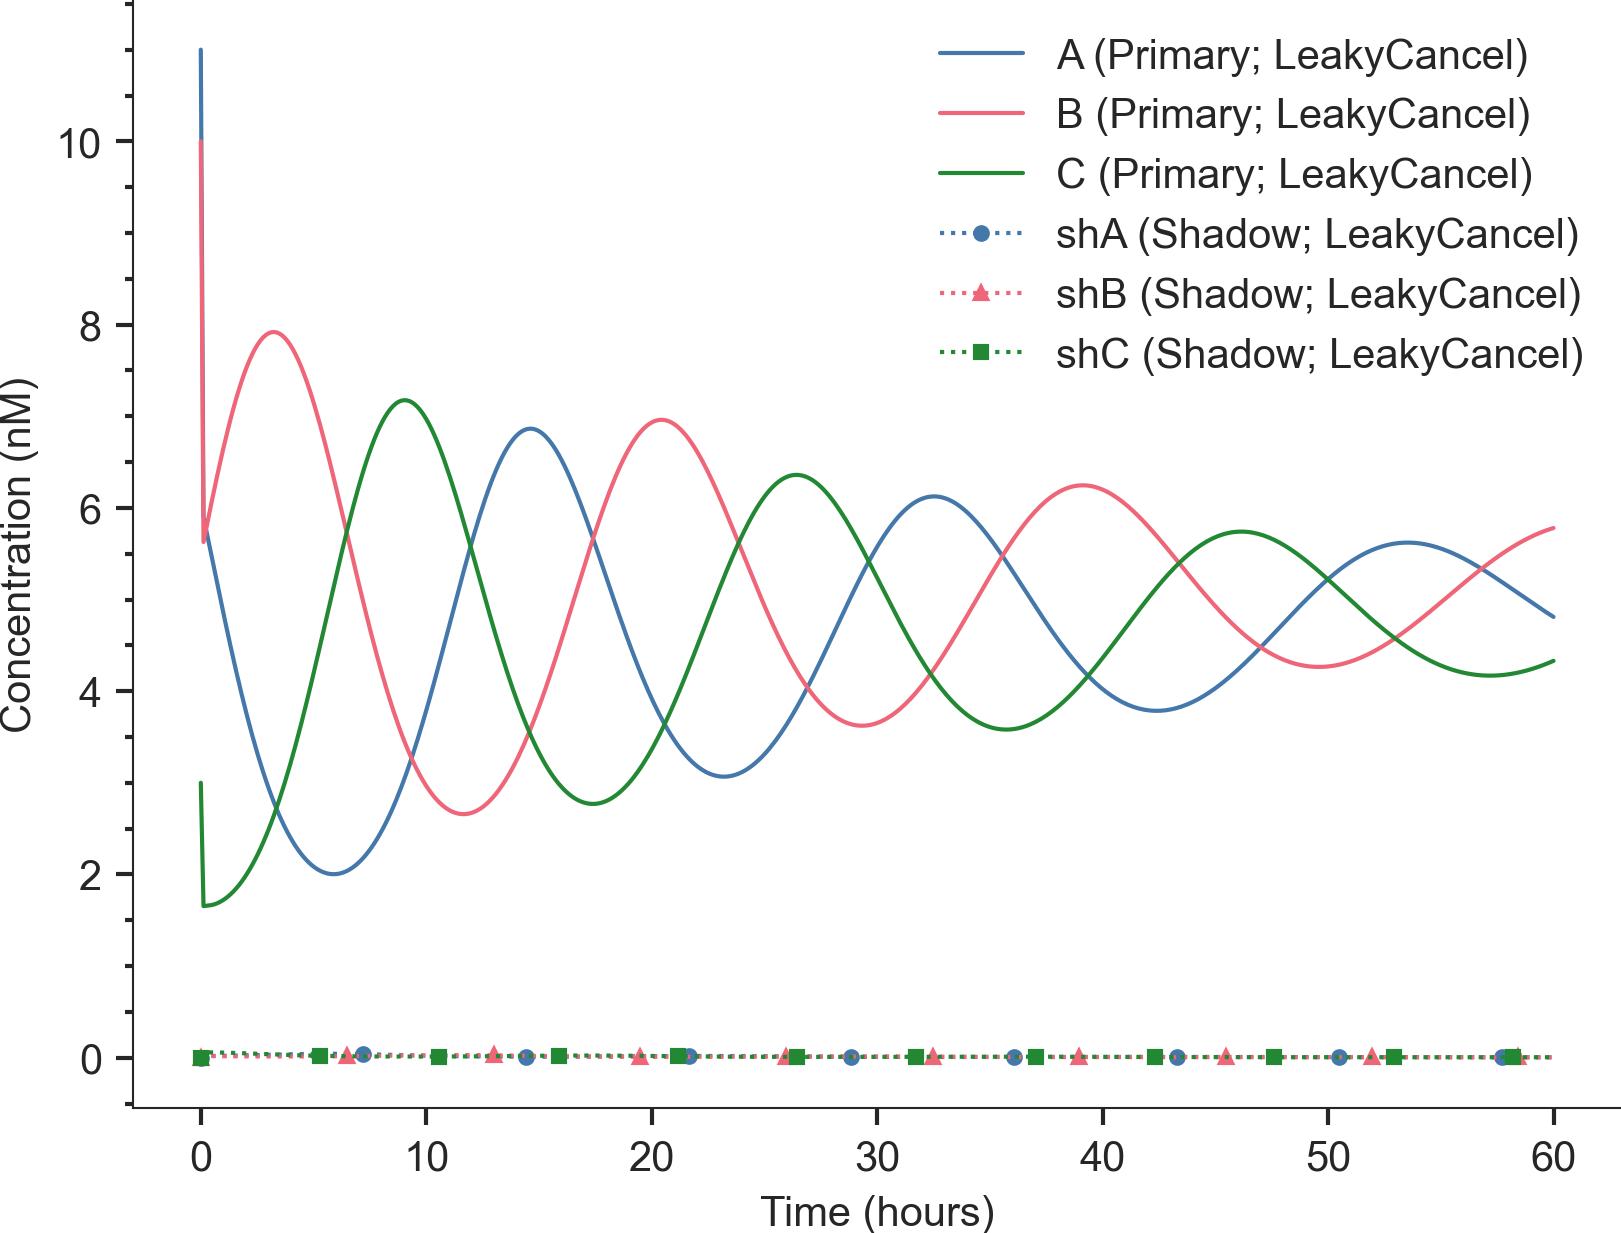 A (Primary; LeakyCancel)
B (Primary; LeakyCancel)
C (Primary; LeakyCancel)
shA (Shadow; LeakyCancel)
shB (Shadow; LeakyCancel)
shC (Shadow; LeakyCancel)
Concentration (nM)
10
8
6
4
2
0
0 10 20 30 40 50 60
Time (hours)